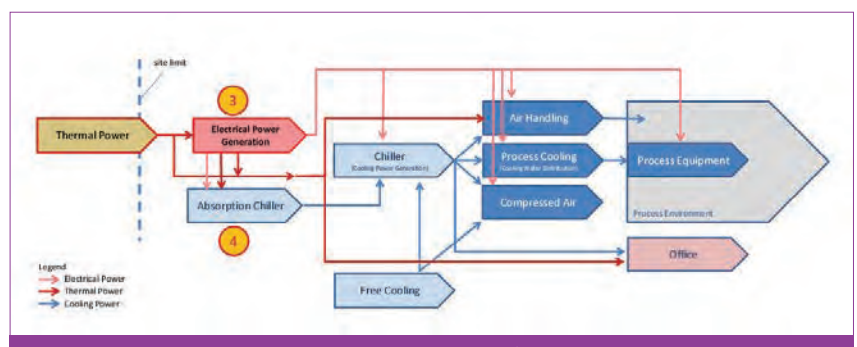 site limit
3
Thermal Power
Electrical Power
Generation
Air Handling
Chiller
(Cooling Power Generation)
Process Cooling
(Cooling Water Distribution)
Process Equipment
Absorption Chiller
Compressed Air
Process Environment
4
Office
Legend
Electrical Power
Thermal Power
Cooling Power
Free Cooling